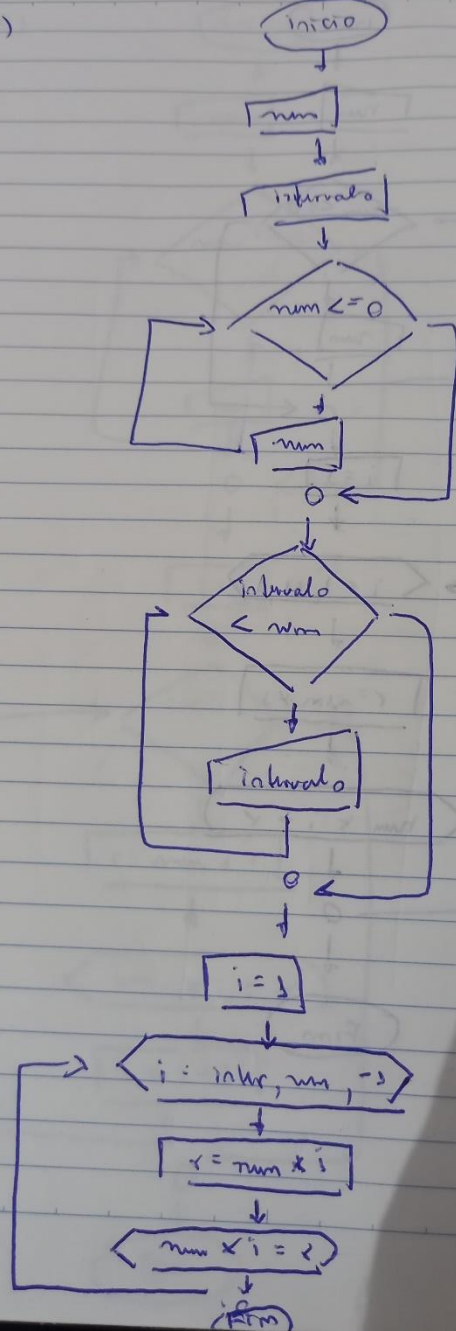 )
inicio
num
intervalo
num <= 0
num
intervalo
< num
intervalo
i = 1
i = inter, num, -1
r = num * i
num x i = r
Fim